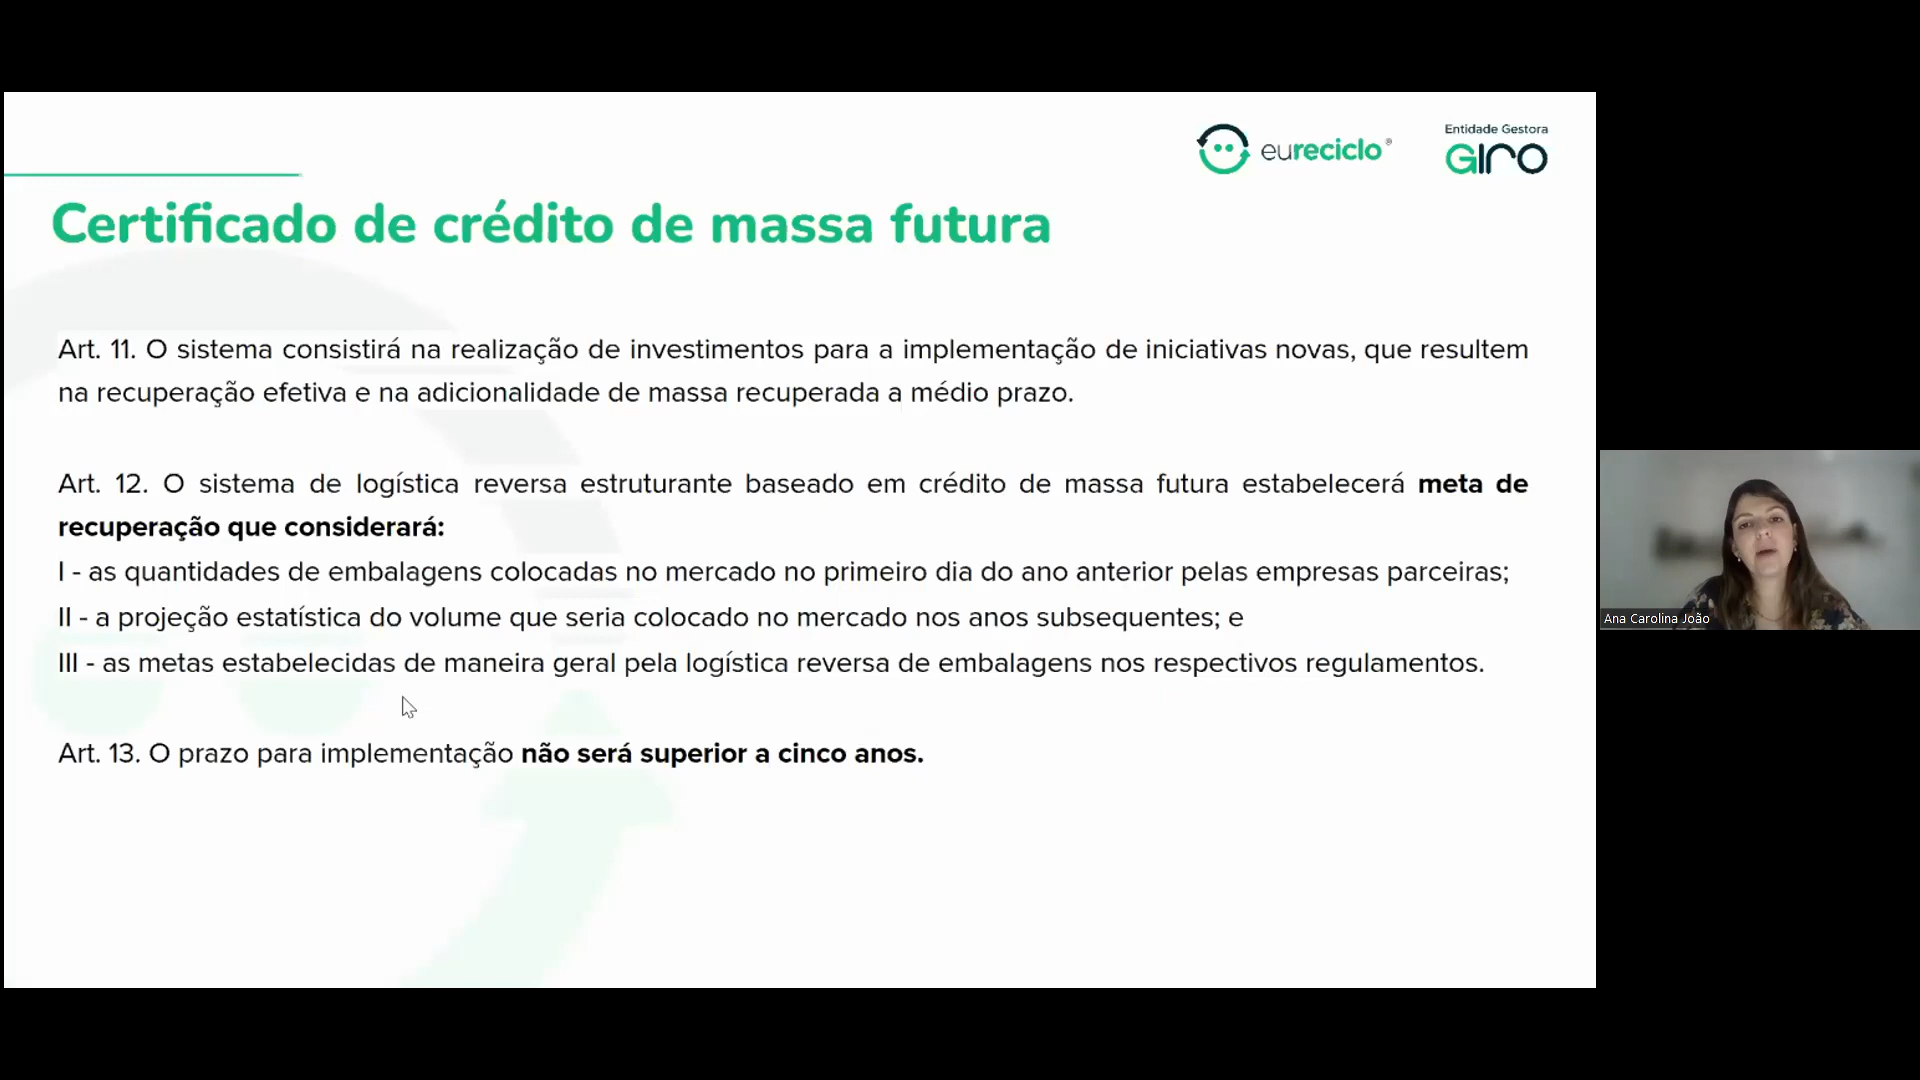 eureciclo®
Entidade Gestora
GIRO
Certificado de crédito de massa futura
Art. 11. O sistema consistirá na realização de investimentos para a implementação de iniciativas novas, que resultem
na recuperação efetiva e na adicionalidade de massa recuperada a médio prazo.
Art. 12. O sistema de logística reversa estruturante baseado em crédito de massa futura estabelecerá meta de
recuperação que considerará:
I - as quantidades de embalagens colocadas no mercado no primeiro dia do ano anterior pelas empresas parceiras;
II - a projeção estatística do volume que seria colocado no mercado nos anos subsequentes; e
III - as metas estabelecidas de maneira geral pela logística reversa de embalagens nos respectivos regulamentos.
Art. 13. O prazo para implementação não será superior a cinco anos.
Ana Carolina João